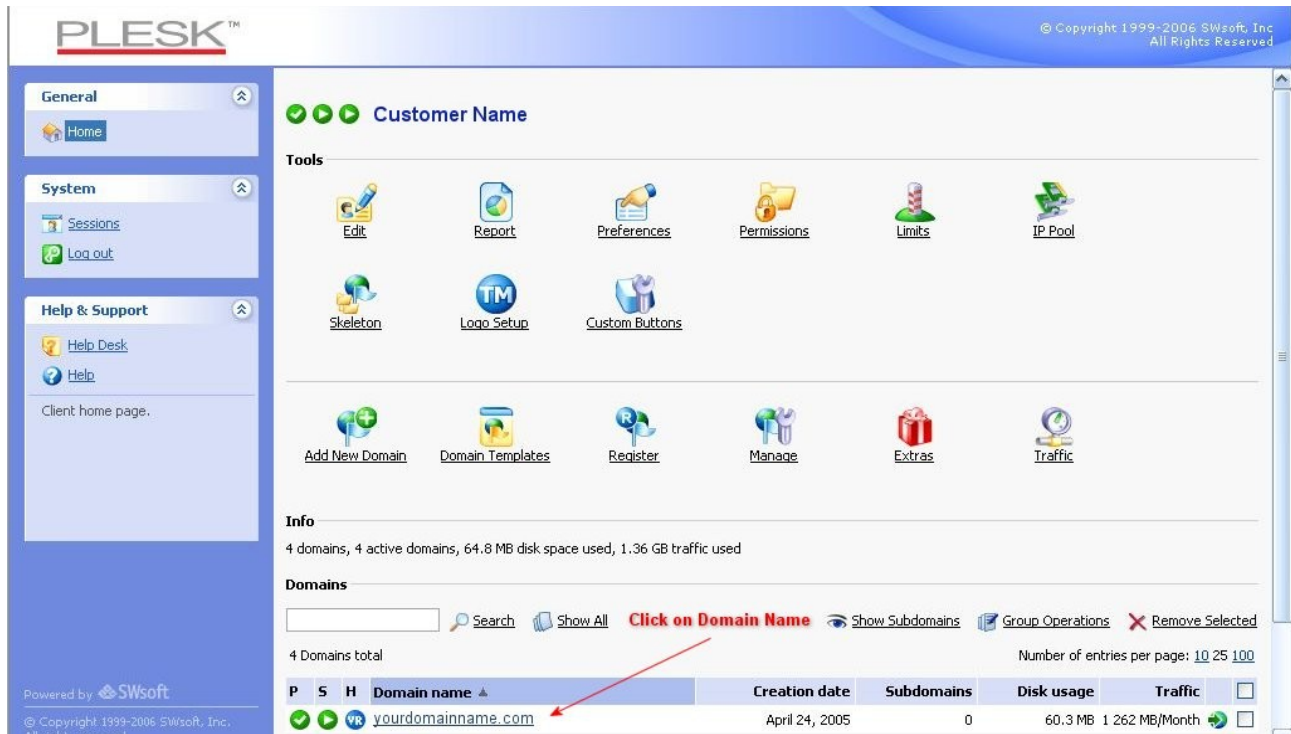 PLESK™
© Copyright 1999-2006 SWsoft, Inc
All Rights Reserved
General
Home
System
Sessions
Log out
Help & Support
Help Desk
Help
Client home page.
Powered by SWsoft
© Copyright 1999-2006 SWsoft, Inc.
Customer Name
Tools
Edit Report Preferences Permissions Limits IP Pool
Skeleton Logo Setup Custom Buttons
Add New Domain Domain Templates Register Manage Extras Traffic
Info
4 domains, 4 active domains, 64.8 MB disk space used, 1.36 GB traffic used
Domains
Search Show All Click on Domain Name Show Subdomains Group Operations Remove Selected
4 Domains total Number of entries per page: 10 25 100
P S H Domain name Creation date Subdomains Disk usage Traffic
VR yourdomainname.com April 24, 2005 0 60.3 MB 1 262 MB/Month